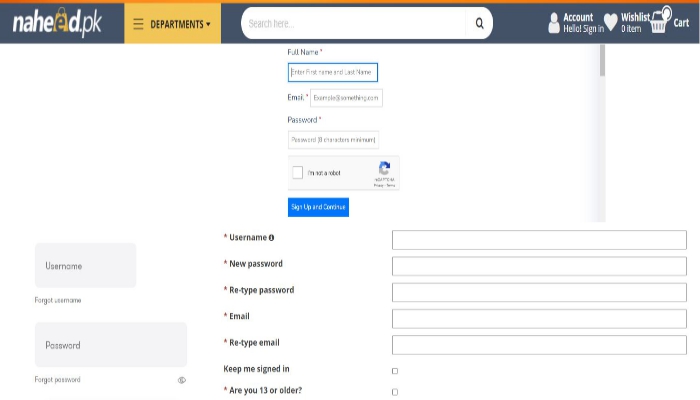 naheed.pk
DEPARTMENTS
Search here...
Account
Hello! Sign in
Wishlist
0 item
0
Cart
Full Name *
Enter First name and Last Name
Email * Example@something.com
Password *
Password (8 characters minimum)
I'm not a robot
reCAPTCHA
Privacy - Terms
Sign Up and Continue
Username
Forgot username
Password
Forgot password
* Username
* New password
* Re-type password
* Email
* Re-type email
Keep me signed in
* Are you 13 or older?